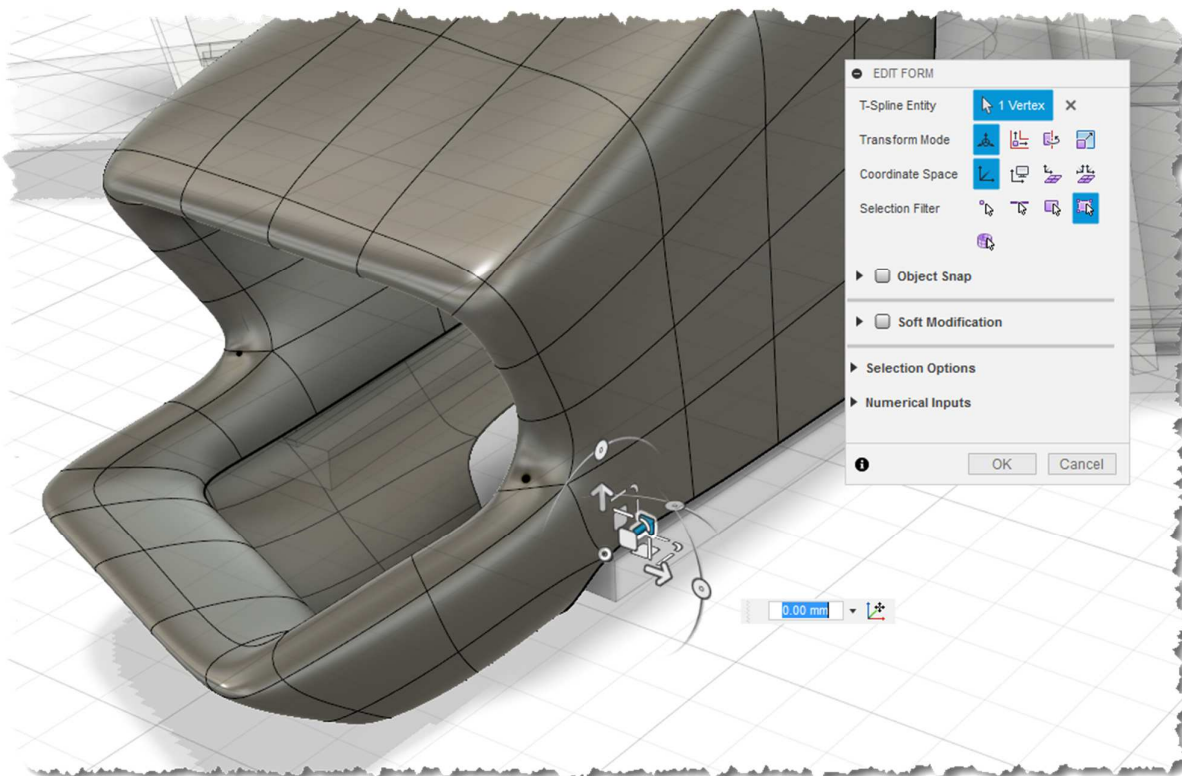 EDIT FORM
T-Spline Entity 1 Vertex
Transform Mode
Coordinate Space
Selection Filter
Object Snap
Soft Modification
Selection Options
Numerical Inputs
OK Cancel
0.00 mm